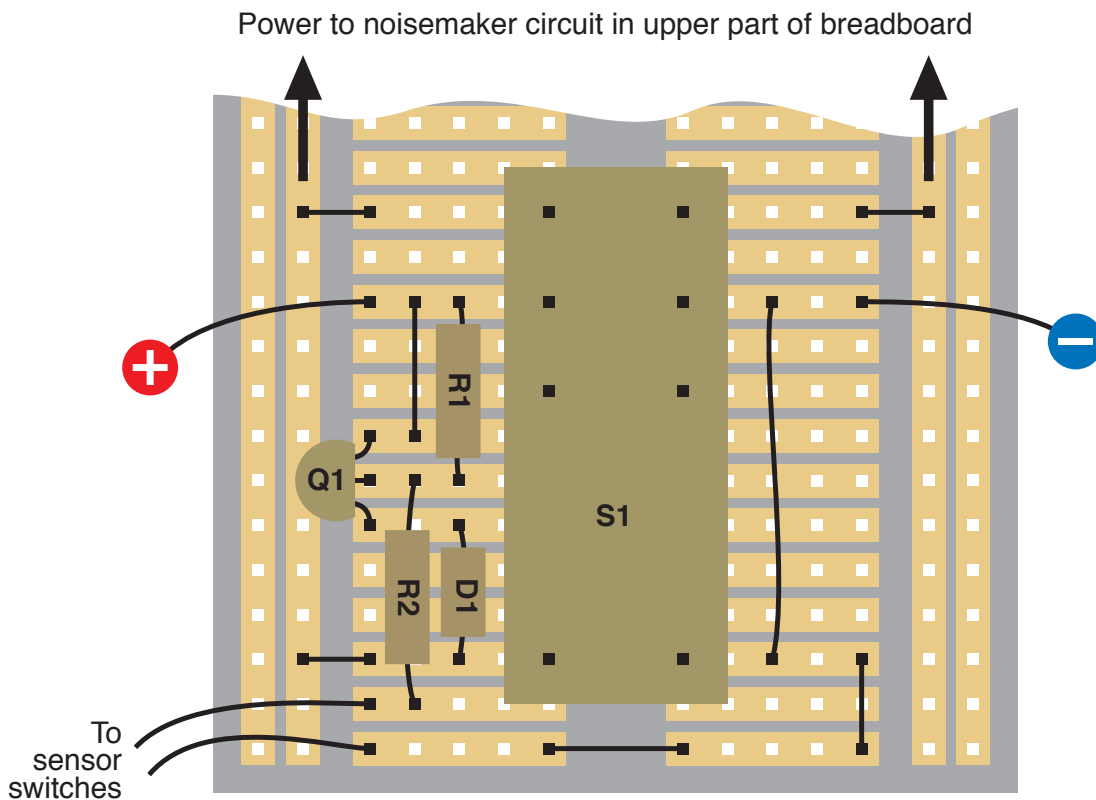 Power to noisemaker circuit in upper part of breadboard
+
−
R1
Q1
S1
R2
D1
To
sensor
switches